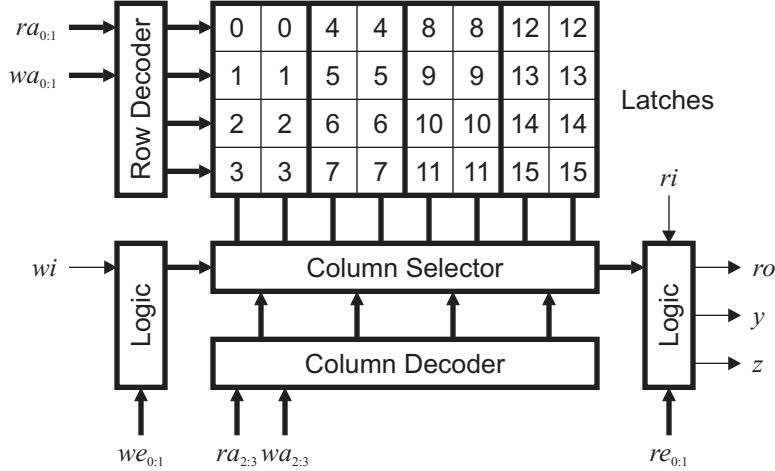 ra0:1
0 0 4 4 8 8 12 12
wa0:1
Row Decoder
1 1 5 5 9 9 13 13
Latches
2 2 6 6 10 10 14 14
3 3 7 7 11 11 15 15
ri
wi
Logic
Column Selector
Logic
ro
y
Column Decoder
z
we0:1
ra2:3 wa2:3
re0:1